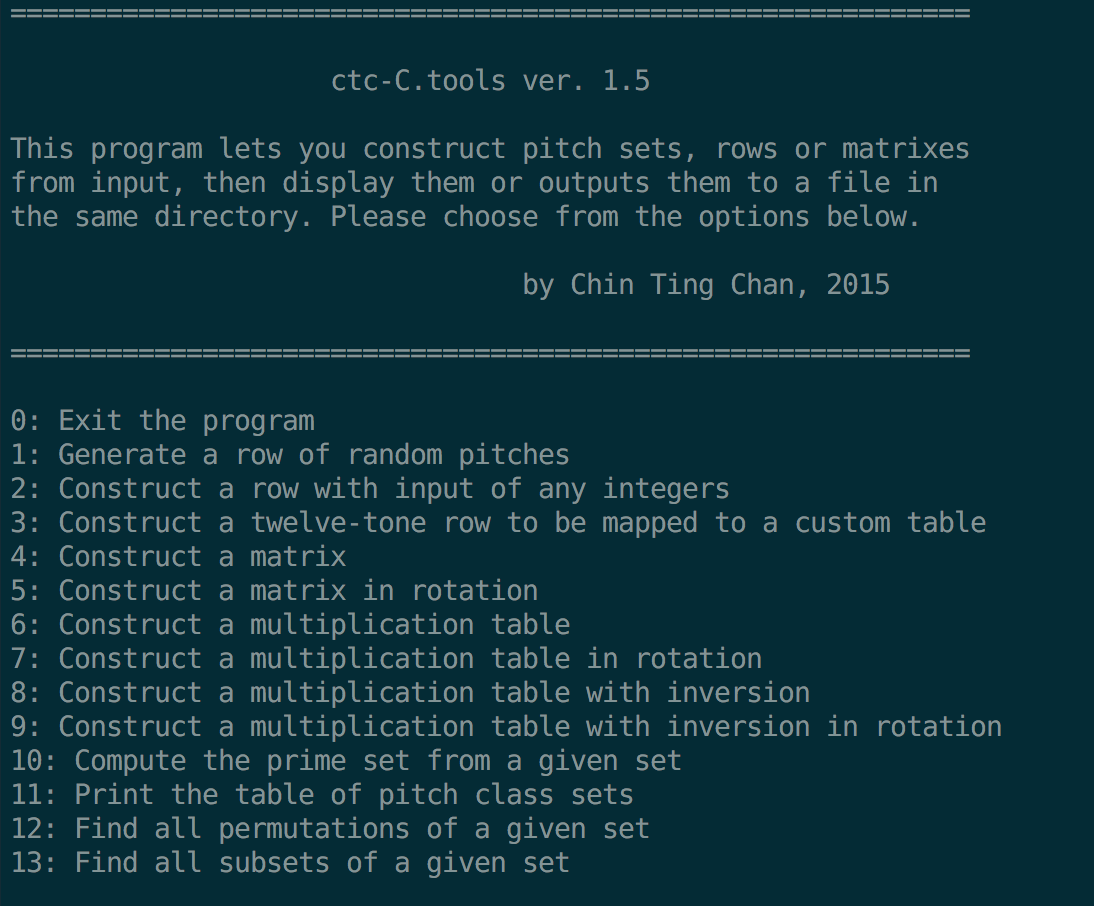 ============================================================
ctc-C.tools ver. 1.5
This program lets you construct pitch sets, rows or matrixes
from input, then display them or outputs them to a file in
the same directory. Please choose from the options below.
by Chin Ting Chan, 2015
============================================================
0: Exit the program
1: Generate a row of random pitches
2: Construct a row with input of any integers
3: Construct a twelve-tone row to be mapped to a custom table
4: Construct a matrix
5: Construct a matrix in rotation
6: Construct a multiplication table
7: Construct a multiplication table in rotation
8: Construct a multiplication table with inversion
9: Construct a multiplication table with inversion in rotation
10: Compute the prime set from a given set
11: Print the table of pitch class sets
12: Find all permutations of a given set
13: Find all subsets of a given set